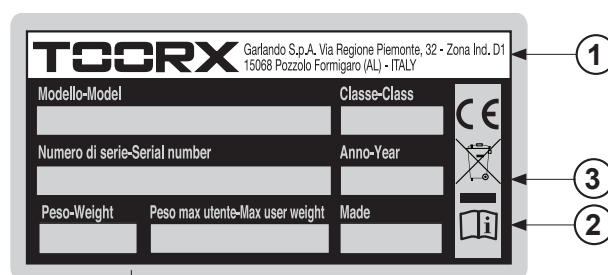 TOORX
Garlando S.p.A. Via Regione Piemonte, 32 - Zona Ind. D1
15068 Pozzolo Formigaro (AL) - ITALY
1
Modello-Model
Classe-Class
CE
Numero di serie-Serial number
Anno-Year
3
Peso-Weight
Peso max utente-Max user weight
Made
i
2